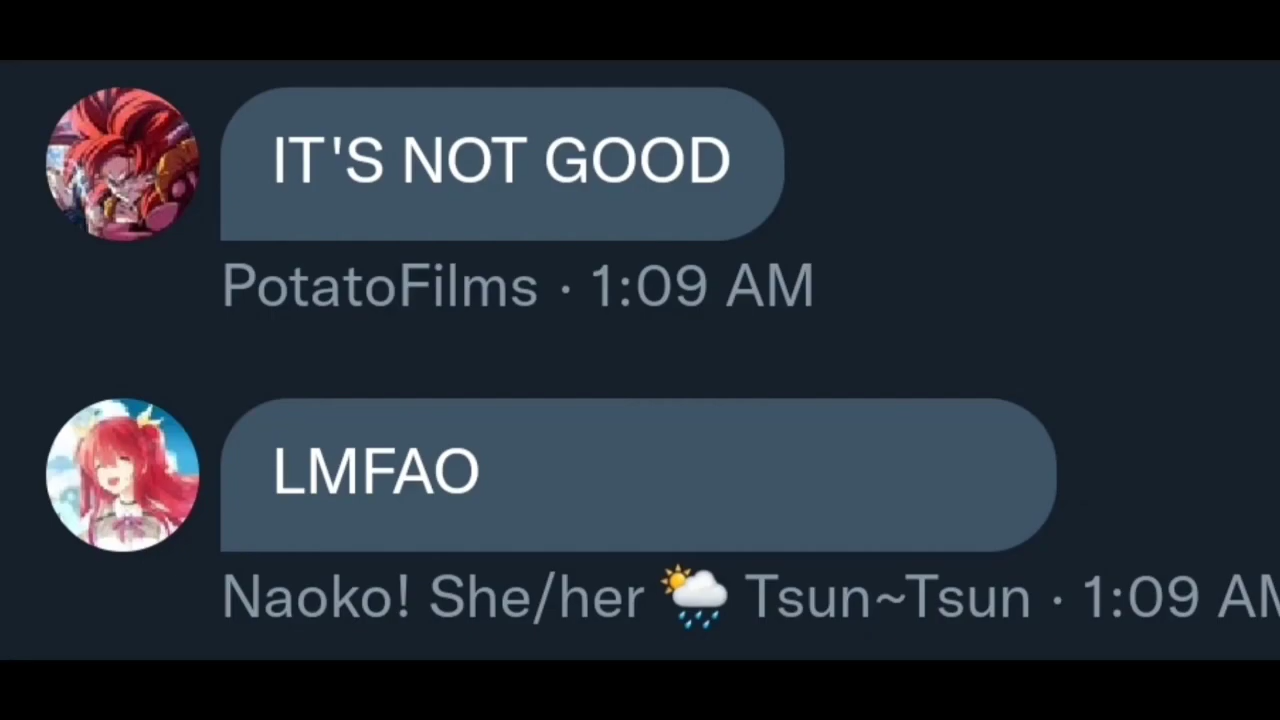 IT'S NOT GOOD
PotatoFilms · 1:09 AM
LMFAO
Naoko! She/her 🌦️ Tsun~Tsun · 1:09 AM